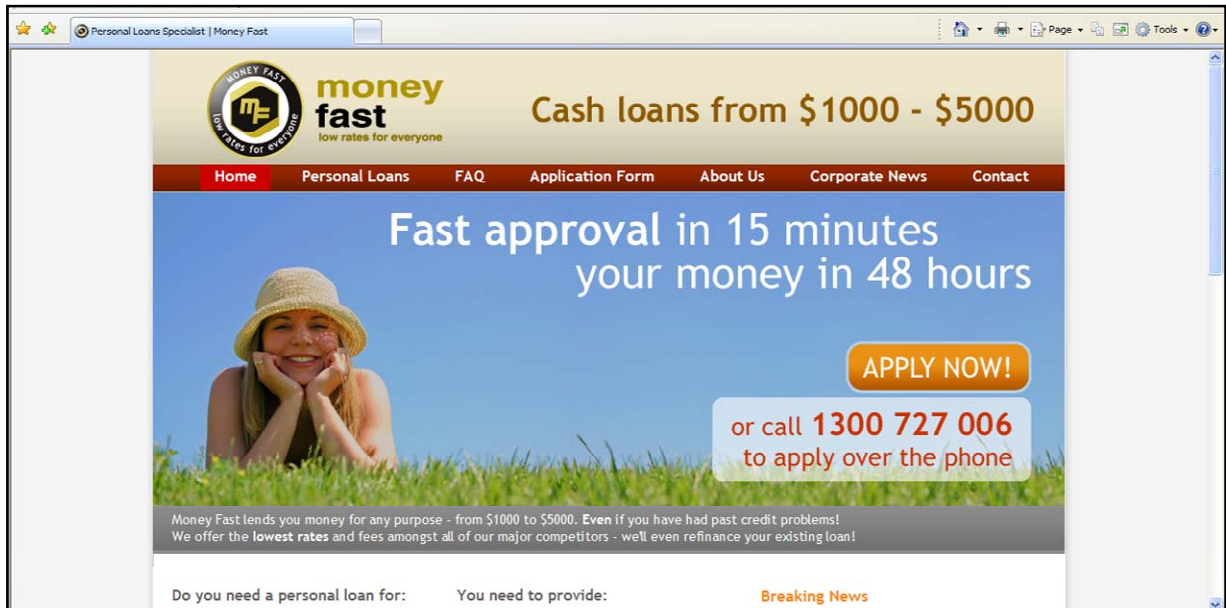 Personal Loans Specialist | Money Fast
Page
Tools
MONEY FAST
MF
low rates for everyone
money
fast
low rates for everyone
Cash loans from $1000 - $5000
Home Personal Loans FAQ Application Form About Us Corporate News Contact
Fast approval in 15 minutes
your money in 48 hours
APPLY NOW!
or call 1300 727 006
to apply over the phone
Money Fast lends you money for any purpose - from $1000 to $5000. Even if you have had past credit problems!
We offer the lowest rates and fees amongst all of our major competitors - we'll even refinance your existing loan!
Do you need a personal loan for: You need to provide: Breaking News